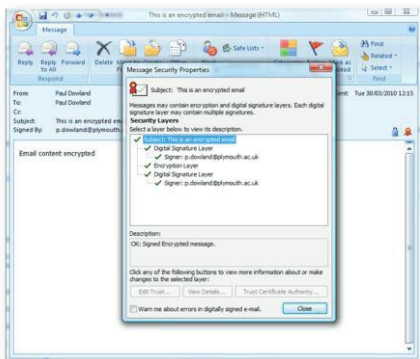 This is an encrypted email - Message (HTML)
Message
Reply
Reply to All
Forward
Delete
Safe Lists
Find
Related
Select
Respond
Find
Message Security Properties
Subject: This is an encrypted email
Messages may contain encryption and digital signature layers. Each digital
signature layer may contain multiple signatures.
Security Layers
Select a layer below to view its description.
Subject: This is an encrypted email
Digital Signature Layer
Signer: p.dowland@plymouth.ac.uk
Encryption Layer
Digital Signature Layer
Signer: p.dowland@plymouth.ac.uk
Description:
OK: Signed Encrypted message.
Click any of the following buttons to view more information about or make
changes to the selected layer:
Edit Trust... View Details... Trust Certificate Authority...
Warn me about errors in digitally signed e-mail. Close
From: Paul Dowland
Tue 30/03/2010 12:15
To: Paul Dowland
Cc:
Subject: This is an encrypted em
Signed By: p.dowland@plymouth.
Email content encrypted